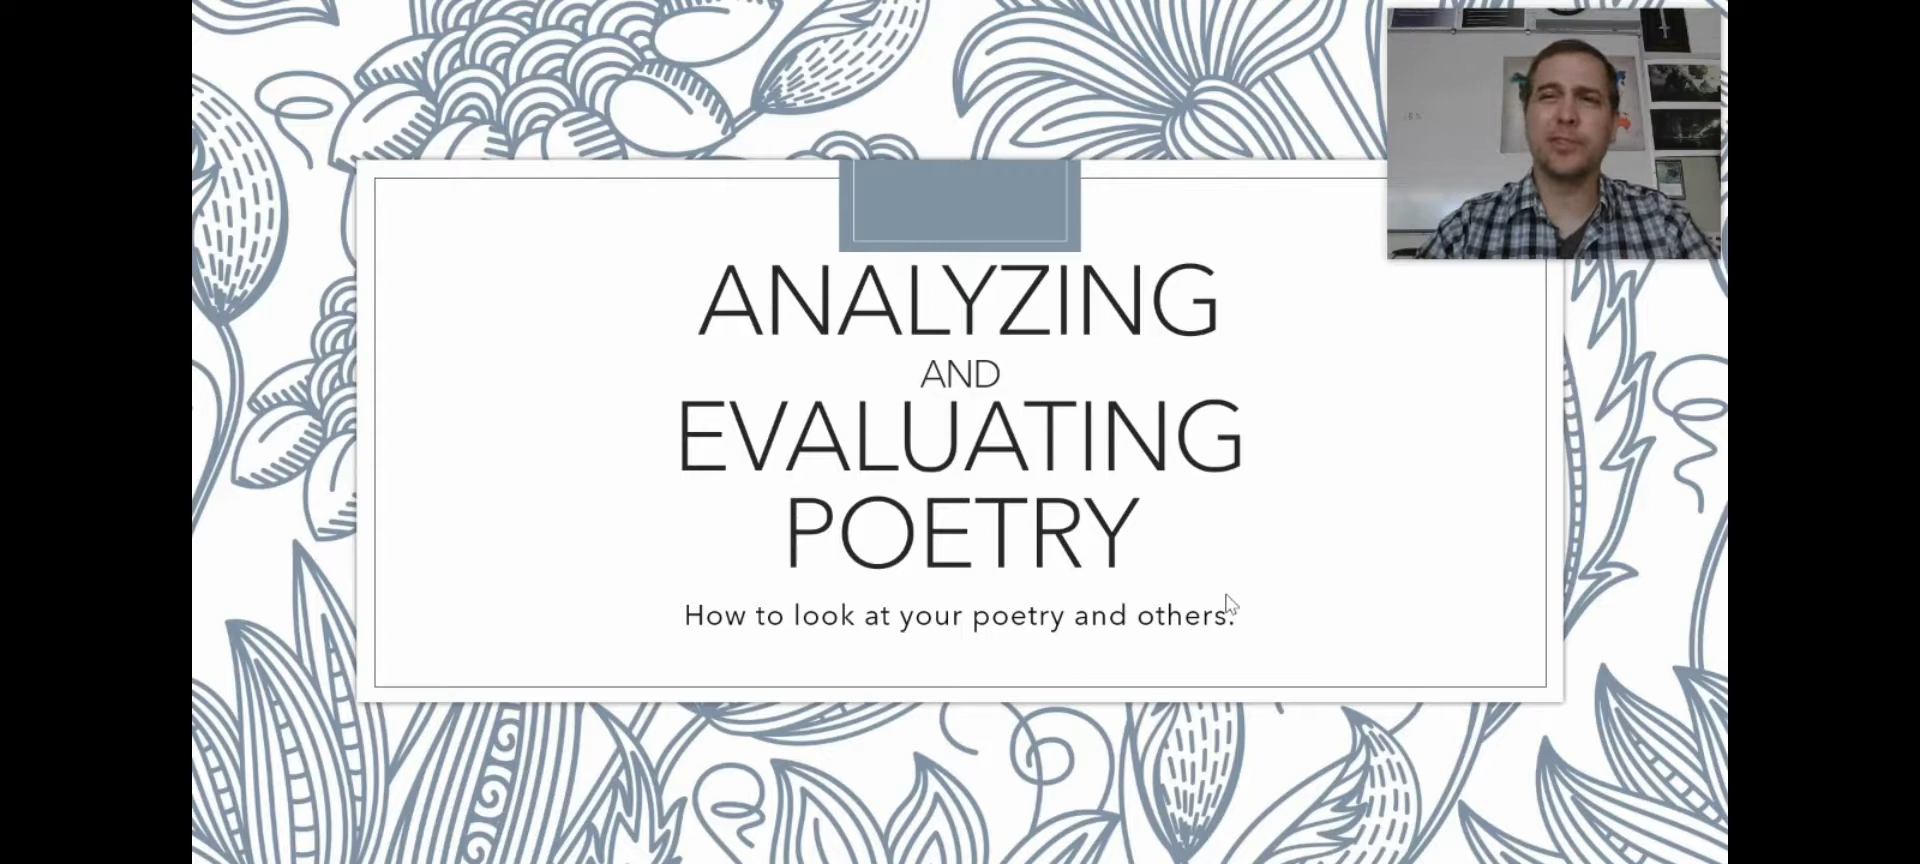 ANALYZING
AND
EVALUATING
POETRY
How to look at your poetry and others.